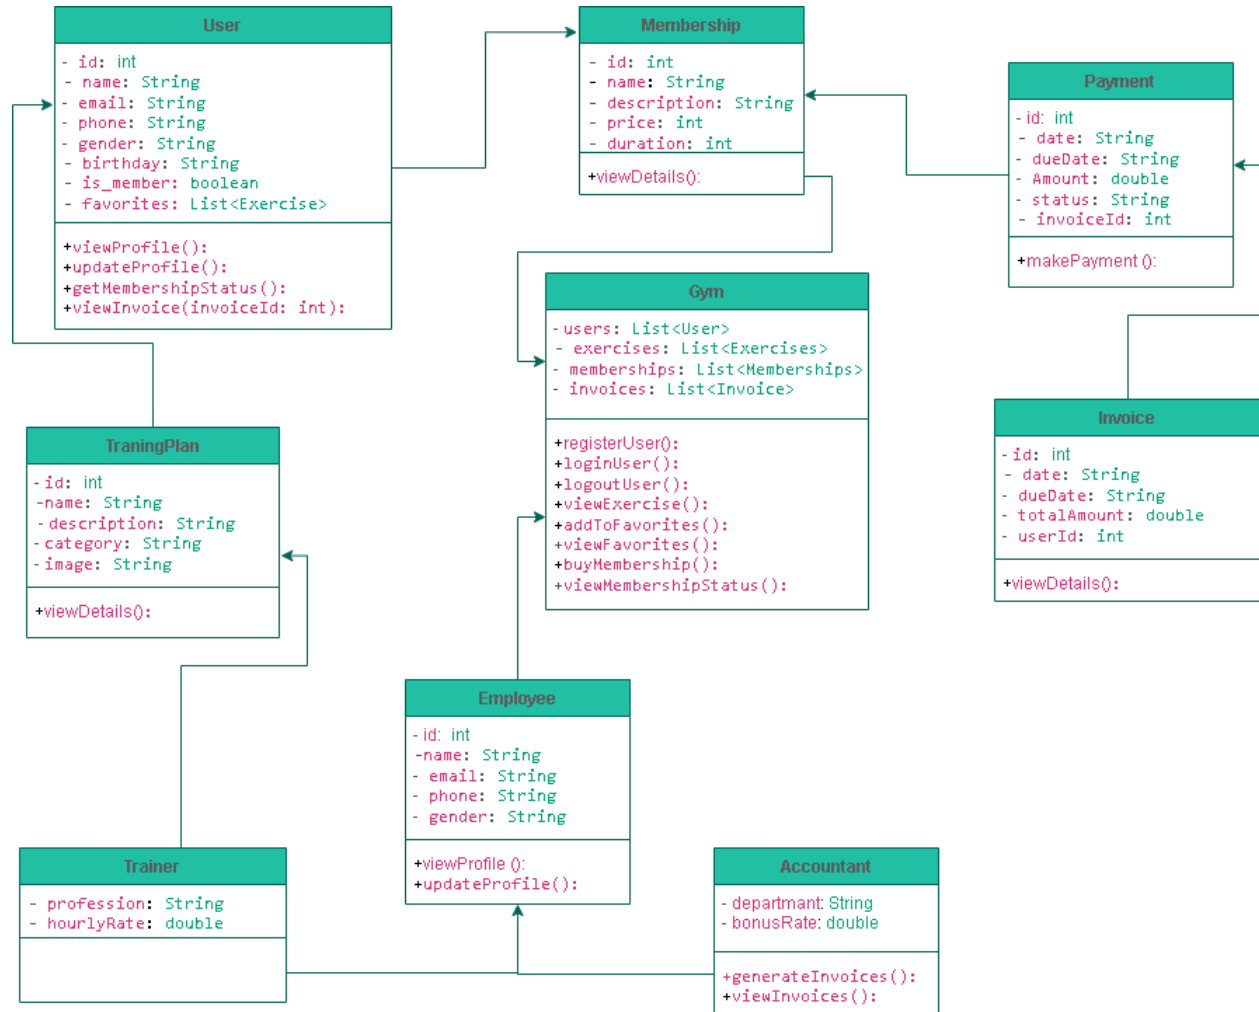 User
- id: int
- name: String
- email: String
- phone: String
- gender: String
- birthday: String
- is_member: boolean
- favorites: List<Exercise>
+viewProfile():
+updateProfile():
+getMembershipStatus():
+viewInvoice(invoiceId: int):
Membership
- id: int
- name: String
- description: String
- price: int
- duration: int
+viewDetails():
Payment
- id: int
- date: String
- dueDate: String
- Amount: double
- status: String
- invoiceId: int
+makePayment ():
Gym
- users: List<User>
- exercises: List<Exercises>
- memberships: List<Memberships>
- invoices: List<Invoice>
+registerUser():
+loginUser():
+logoutUser():
+viewExercise():
+addToFavorites():
+viewFavorites():
+buyMembership():
+viewMembershipStatus():
Invoice
- id: int
- date: String
- dueDate: String
- totalAmount: double
- userId: int
+viewDetails():
TraningPlan
- id: int
-name: String
- description: String
- category: String
- image: String
+viewDetails():
Employee
- id: int
-name: String
- email: String
- phone: String
- gender: String
+viewProfile ():
+updateProfile():
Trainer
- profession: String
- hourlyRate: double
Accountant
- departmant: String
- bonusRate: double
+generateInvoices():
+viewInvoices():